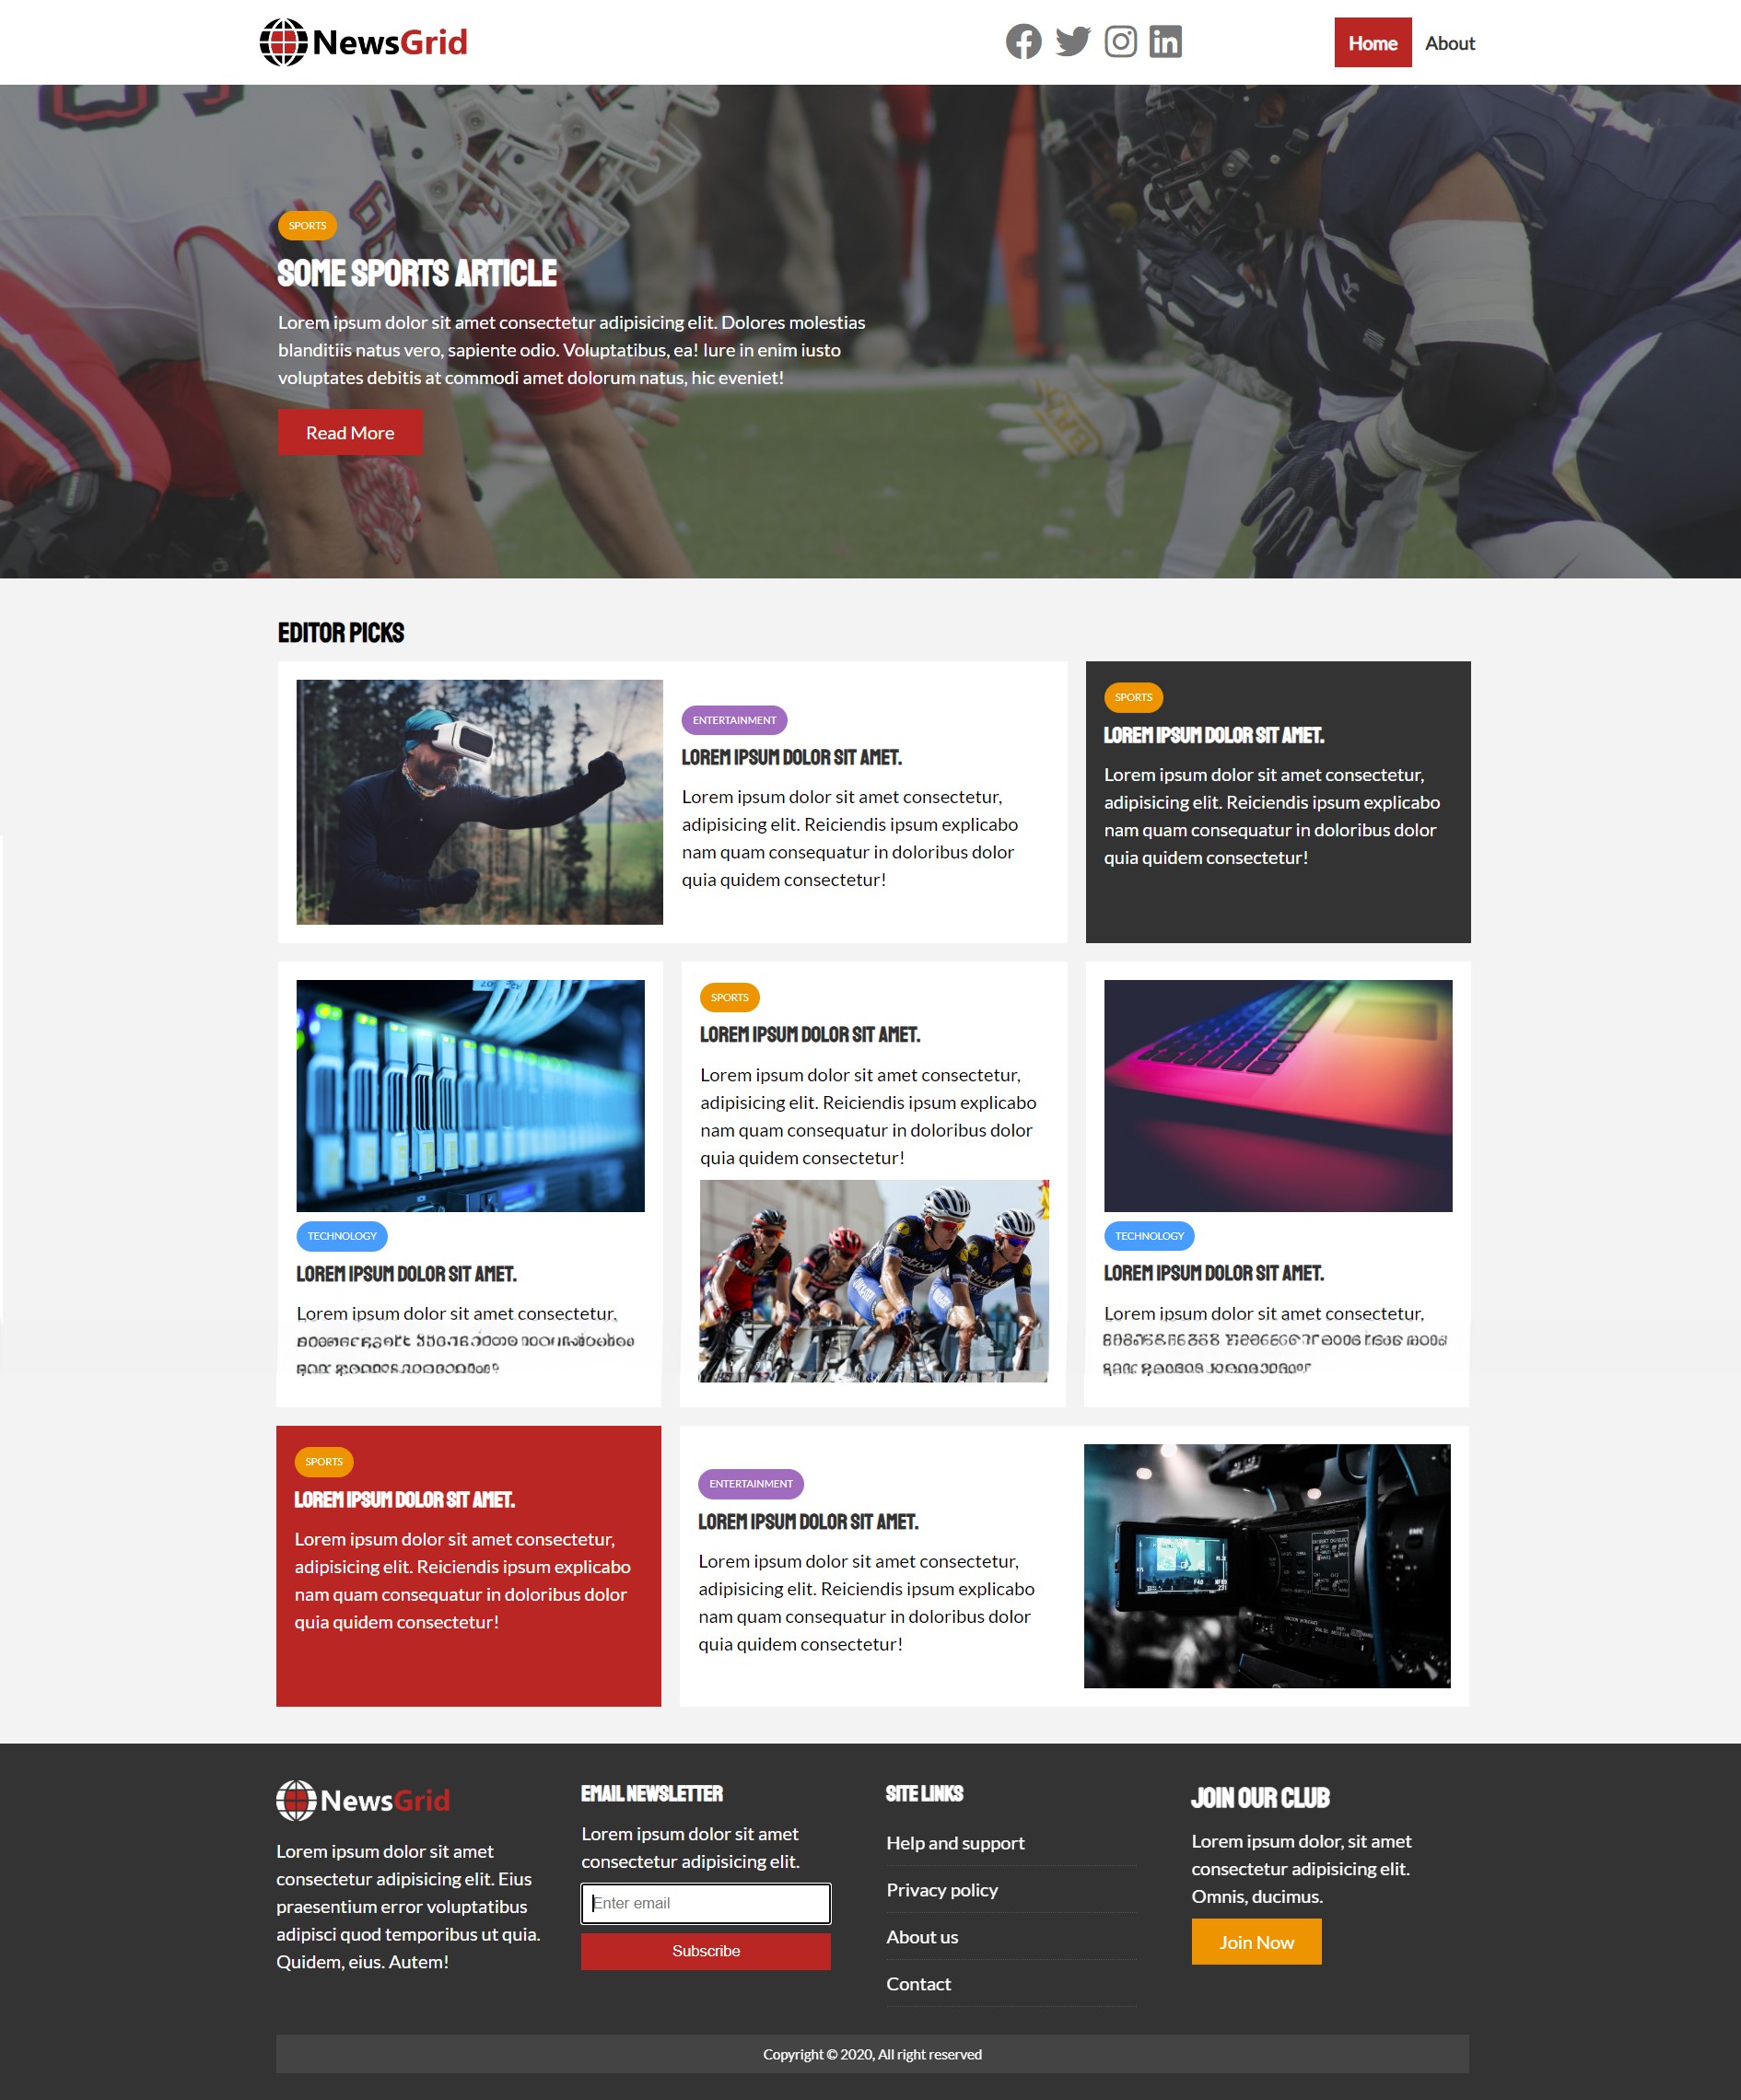 NewsGrid
Home
About
SPORTS
SOME SPORTS ARTICLE
Lorem ipsum dolor sit amet consectetur adipisicing elit. Dolores molestias
blanditiis natus vero, sapiente odio. Voluptatibus, ea! Iure in enim iusto
voluptates debitis at commodi amet dolorum natus, hic eveniet!
Read More
EDITOR PICKS
ENTERTAINMENT
LOREM IPSUM DOLOR SIT AMET.
Lorem ipsum dolor sit amet consectetur,
adipisicing elit. Reiciendis ipsum explicabo
nam quam consequatur in doloribus dolor
quia quidem consectetur!
SPORTS
LOREM IPSUM DOLOR SIT AMET.
Lorem ipsum dolor sit amet consectetur,
adipisicing elit. Reiciendis ipsum explicabo
nam quam consequatur in doloribus dolor
quia quidem consectetur!
TECHNOLOGY
LOREM IPSUM DOLOR SIT AMET.
Lorem ipsum dolor sit amet consectetur,
SPORTS
LOREM IPSUM DOLOR SIT AMET.
Lorem ipsum dolor sit amet consectetur,
adipisicing elit. Reiciendis ipsum explicabo
nam quam consequatur in doloribus dolor
quia quidem consectetur!
TECHNOLOGY
LOREM IPSUM DOLOR SIT AMET.
Lorem ipsum dolor sit amet consectetur,
SPORTS
LOREM IPSUM DOLOR SIT AMET.
Lorem ipsum dolor sit amet consectetur,
adipisicing elit. Reiciendis ipsum explicabo
nam quam consequatur in doloribus dolor
quia quidem consectetur!
ENTERTAINMENT
LOREM IPSUM DOLOR SIT AMET.
Lorem ipsum dolor sit amet consectetur,
adipisicing elit. Reiciendis ipsum explicabo
nam quam consequatur in doloribus dolor
quia quidem consectetur!
NewsGrid
Lorem ipsum dolor sit amet
consectetur adipisicing elit. Eius
praesentium error voluptatibus
adipisci quod temporibus ut quia.
Quidem, eius. Autem!
EMAIL NEWSLETTER
Lorem ipsum dolor sit amet
consectetur adipisicing elit.
Enter email
Subscribe
SITE LINKS
Help and support
Privacy policy
About us
Contact
JOIN OUR CLUB
Lorem ipsum dolor, sit amet
consectetur adipisicing elit.
Omnis, ducimus.
Join Now
Copyright © 2020, All right reserved